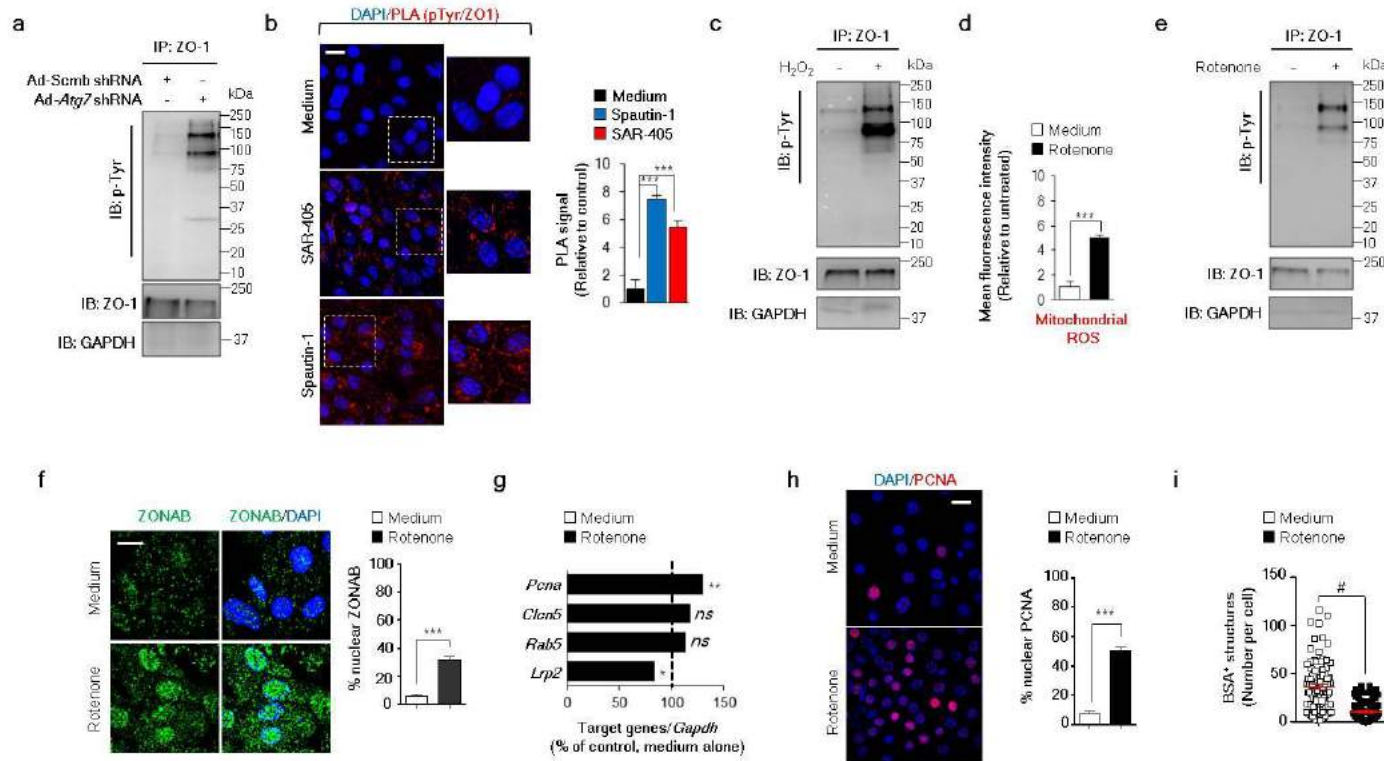 a
IP: ZO-1
Ad-Scmb shRNA + -
Ad-Atg7 shRNA - +
kDa
250
150
100
75
50
37
25
20
10
IB: p-Tyr
IB: ZO-1
250
IB: GAPDH
37
b
DAPI/PLA (pTyr/ZO1)
Medium
SAR-405
Spautin-1
Medium
Spautin-1
SAR-405
PLA signal
(Relative to control)
10
8
6
4
2
0
***
***
c
IP: ZO-1
H2O2 - +
kDa
250
150
100
75
50
37
25
20
10
IB: p-Tyr
IB: ZO-1
250
IB: GAPDH
37
d
Medium
Rotenone
Mean fluorescence intensity
(Relative to untreated)
10
8
6
4
2
0
***
Mitochondrial
ROS
e
IP: ZO-1
Rotenone - +
kDa
250
150
100
75
50
37
25
20
10
IB: p-Tyr
IB: ZO-1
250
IB: GAPDH
37
f
ZONAB
ZONAB/DAPI
Medium
Rotenone
Medium
Rotenone
% nuclear ZONAB
100
80
60
40
20
0
***
g
Medium
Rotenone
Pcna
**
Clcn5
ns
Rab5
ns
Lrp2
*
0 50 100 150
Target genes/Gapdh
(% of control, medium alone)
h
DAPI/PCNA
Medium
Rotenone
Medium
Rotenone
% nuclear PCNA
100
80
60
40
20
0
***
i
Medium
Rotenone
BSA+ structures
(Number per cell)
150
100
50
0
#